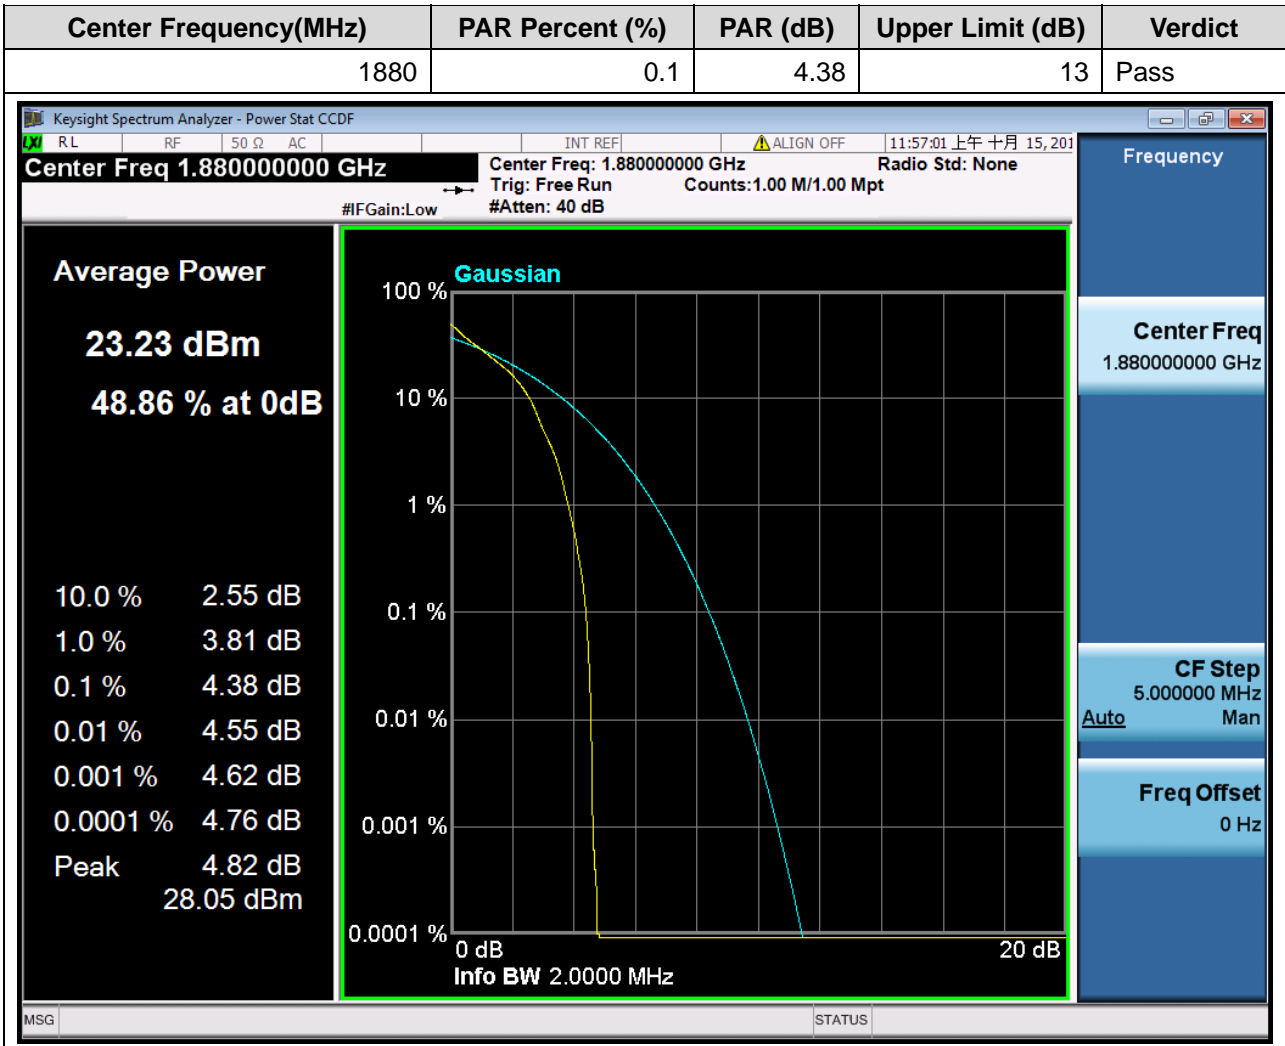 Center Frequency(MHz) PAR Percent (%) PAR (dB) Upper Limit (dB) Verdict
1880 0.1 4.38 13 Pass
Keysight Spectrum Analyzer - Power Stat CCDF
LXI RL RF 50 Ω AC INT REF ALIGN OFF 11:57:01 上午 十月 15, 201
Center Freq 1.880000000 GHz
Center Freq: 1.880000000 GHz Radio Std: None
Trig: Free Run Counts:1.00 M/1.00 Mpt
#IFGain:Low #Atten: 40 dB
Average Power
23.23 dBm
48.86 % at 0dB
10.0 % 2.55 dB
1.0 % 3.81 dB
0.1 % 4.38 dB
0.01 % 4.55 dB
0.001 % 4.62 dB
0.0001 % 4.76 dB
Peak 4.82 dB
28.05 dBm
Gaussian
100 %
10 %
1 %
0.1 %
0.01 %
0.001 %
0.0001 %
0 dB 20 dB
Info BW 2.0000 MHz
Frequency
Center Freq
1.880000000 GHz
CF Step
5.000000 MHz
Auto Man
Freq Offset
0 Hz
MSG STATUS